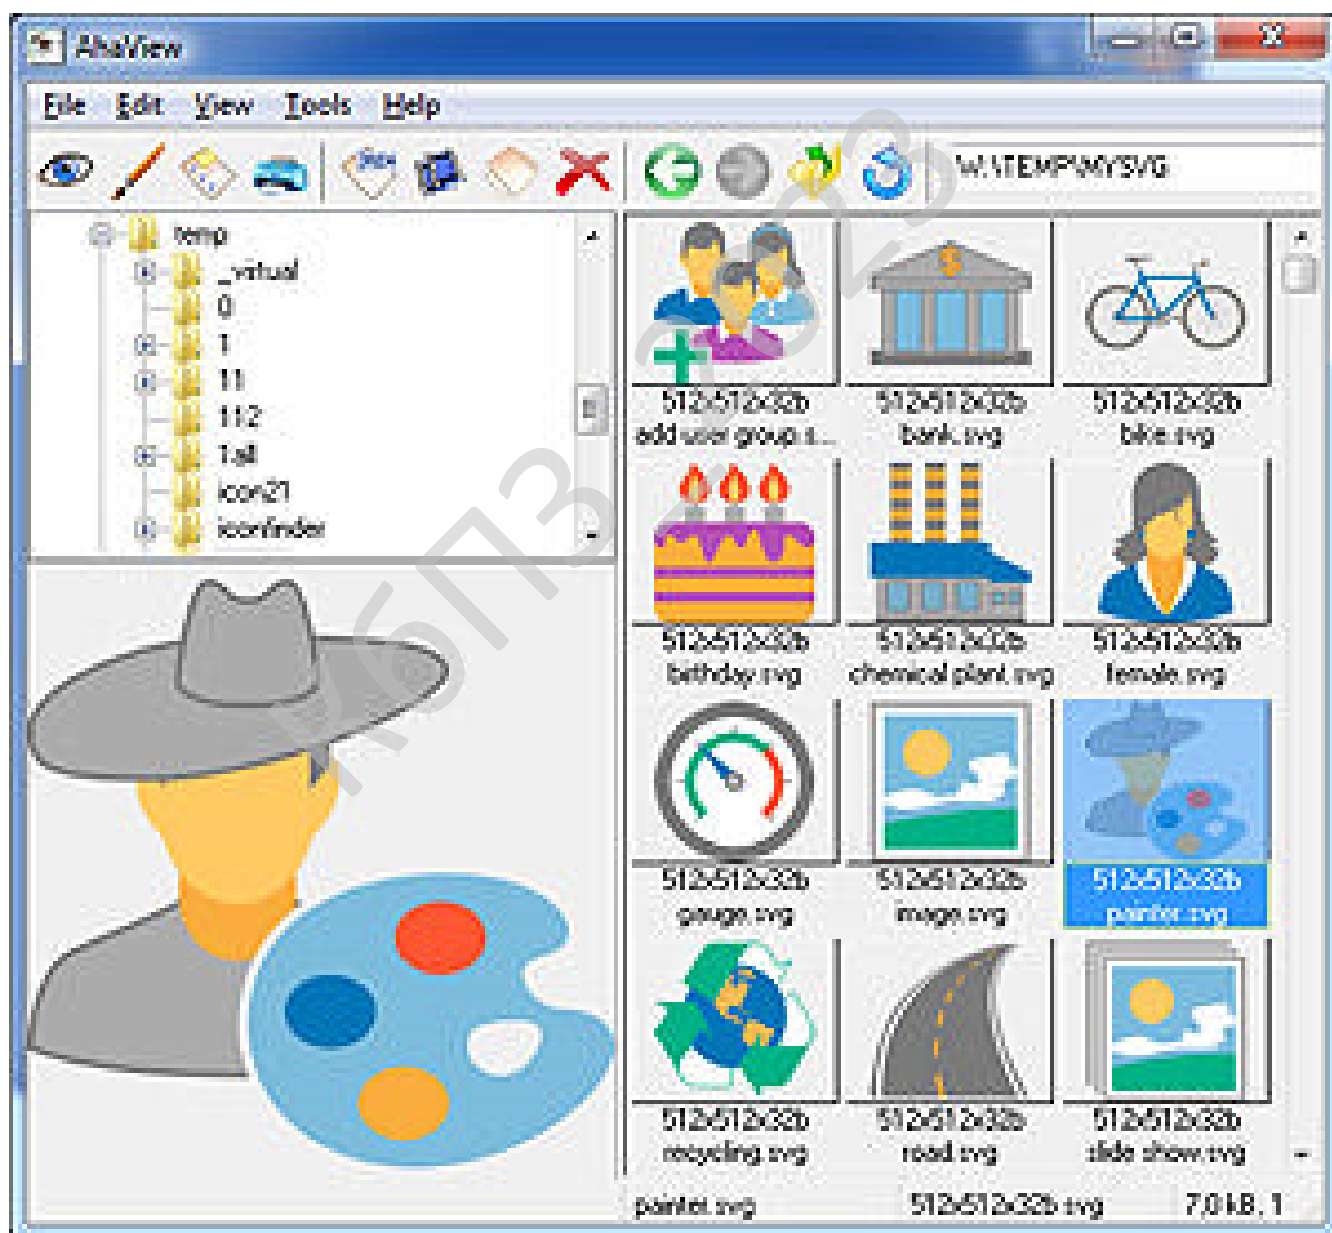 AhaView
File Edit View Tools Help
W:\TEMP\MYSVG
temp
_virtual
0
1
11
112
1all
icon21
iconfinder
512x512x32b 512x512x32b 512x512x32b
add user group.s... bank.svg bike.svg
512x512x32b 512x512x32b 512x512x32b
birthday.svg chemical plant.svg female.svg
512x512x32b 512x512x32b 512x512x32b
gauge.svg image.svg painter.svg
512x512x32b 512x512x32b 512x512x32b
recycling.svg road.svg slide show.svg
painter.svg 512x512x32b svg 7,0 kB, 1
КбПЗ-2023